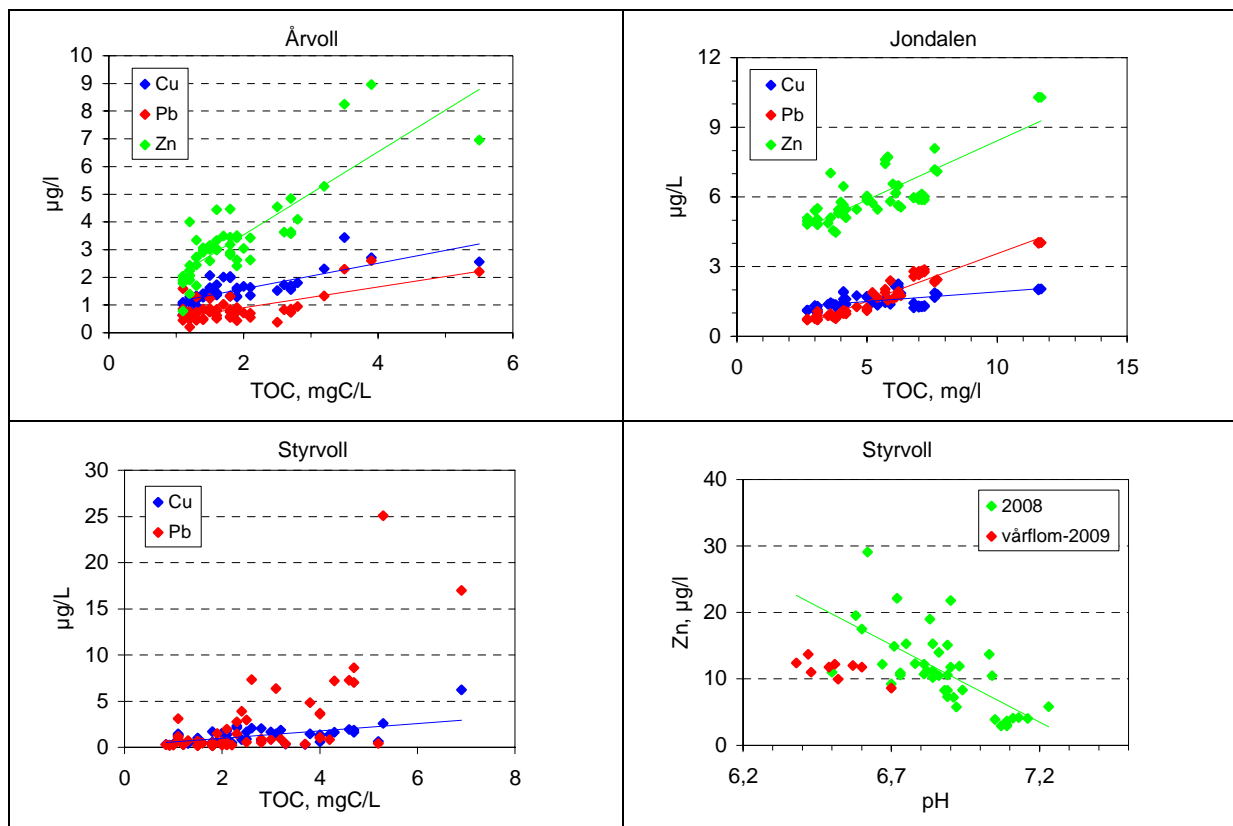 Årvoll
10
9
8
7
6
5
4
3
2
1
0
µg/l
Cu
Pb
Zn
0
2
4
6
TOC, mgC/L
Jondalen
12
9
6
3
0
µg/L
Cu
Pb
Zn
0
5
10
15
TOC, mg/l
Styrvoll
30
25
20
15
10
5
0
µg/L
Cu
Pb
0
2
4
6
8
TOC, mgC/L
Styrvoll
40
30
20
10
0
Zn, µg/l
2008
vårflom-2009
6,2
6,7
7,2
pH